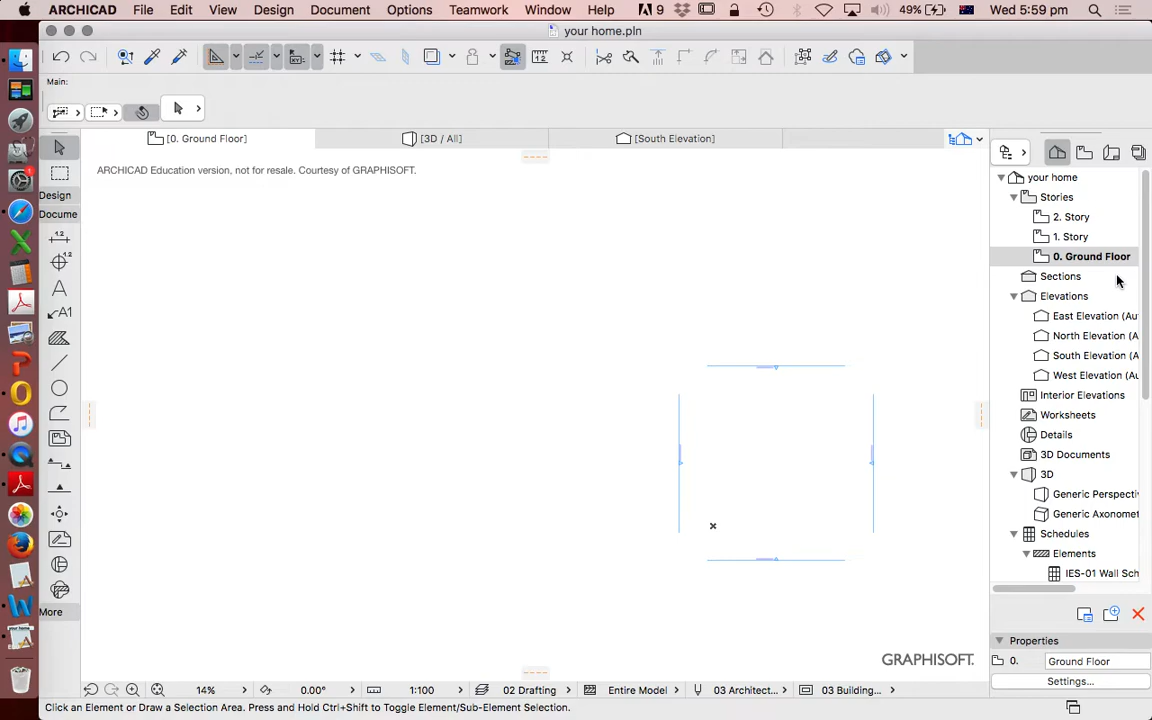 ARCHICAD File Edit View Design Document Options Teamwork Window Help 9 49% Wed 5:59 pm
your home.pln
Main:
[0. Ground Floor] [3D / All] [South Elevation]
ARCHICAD Education version, not for resale. Courtesy of GRAPHISOFT.
Design
Docume
More
your home
Stories
2. Story
1. Story
0. Ground Floor
Sections
Elevations
East Elevation (Au
North Elevation (A
South Elevation (A
West Elevation (Au
Interior Elevations
Worksheets
Details
3D Documents
3D
Generic Perspecti
Generic Axonomet
Schedules
Elements
IES-01 Wall Sch
Properties
0. Ground Floor
Settings...
GRAPHISOFT.
14% 0.00° 1:100 02 Drafting Entire Model 03 Architect... 03 Building...
Click an Element or Draw a Selection Area. Press and Hold Ctrl+Shift to Toggle Element/Sub-Element Selection.